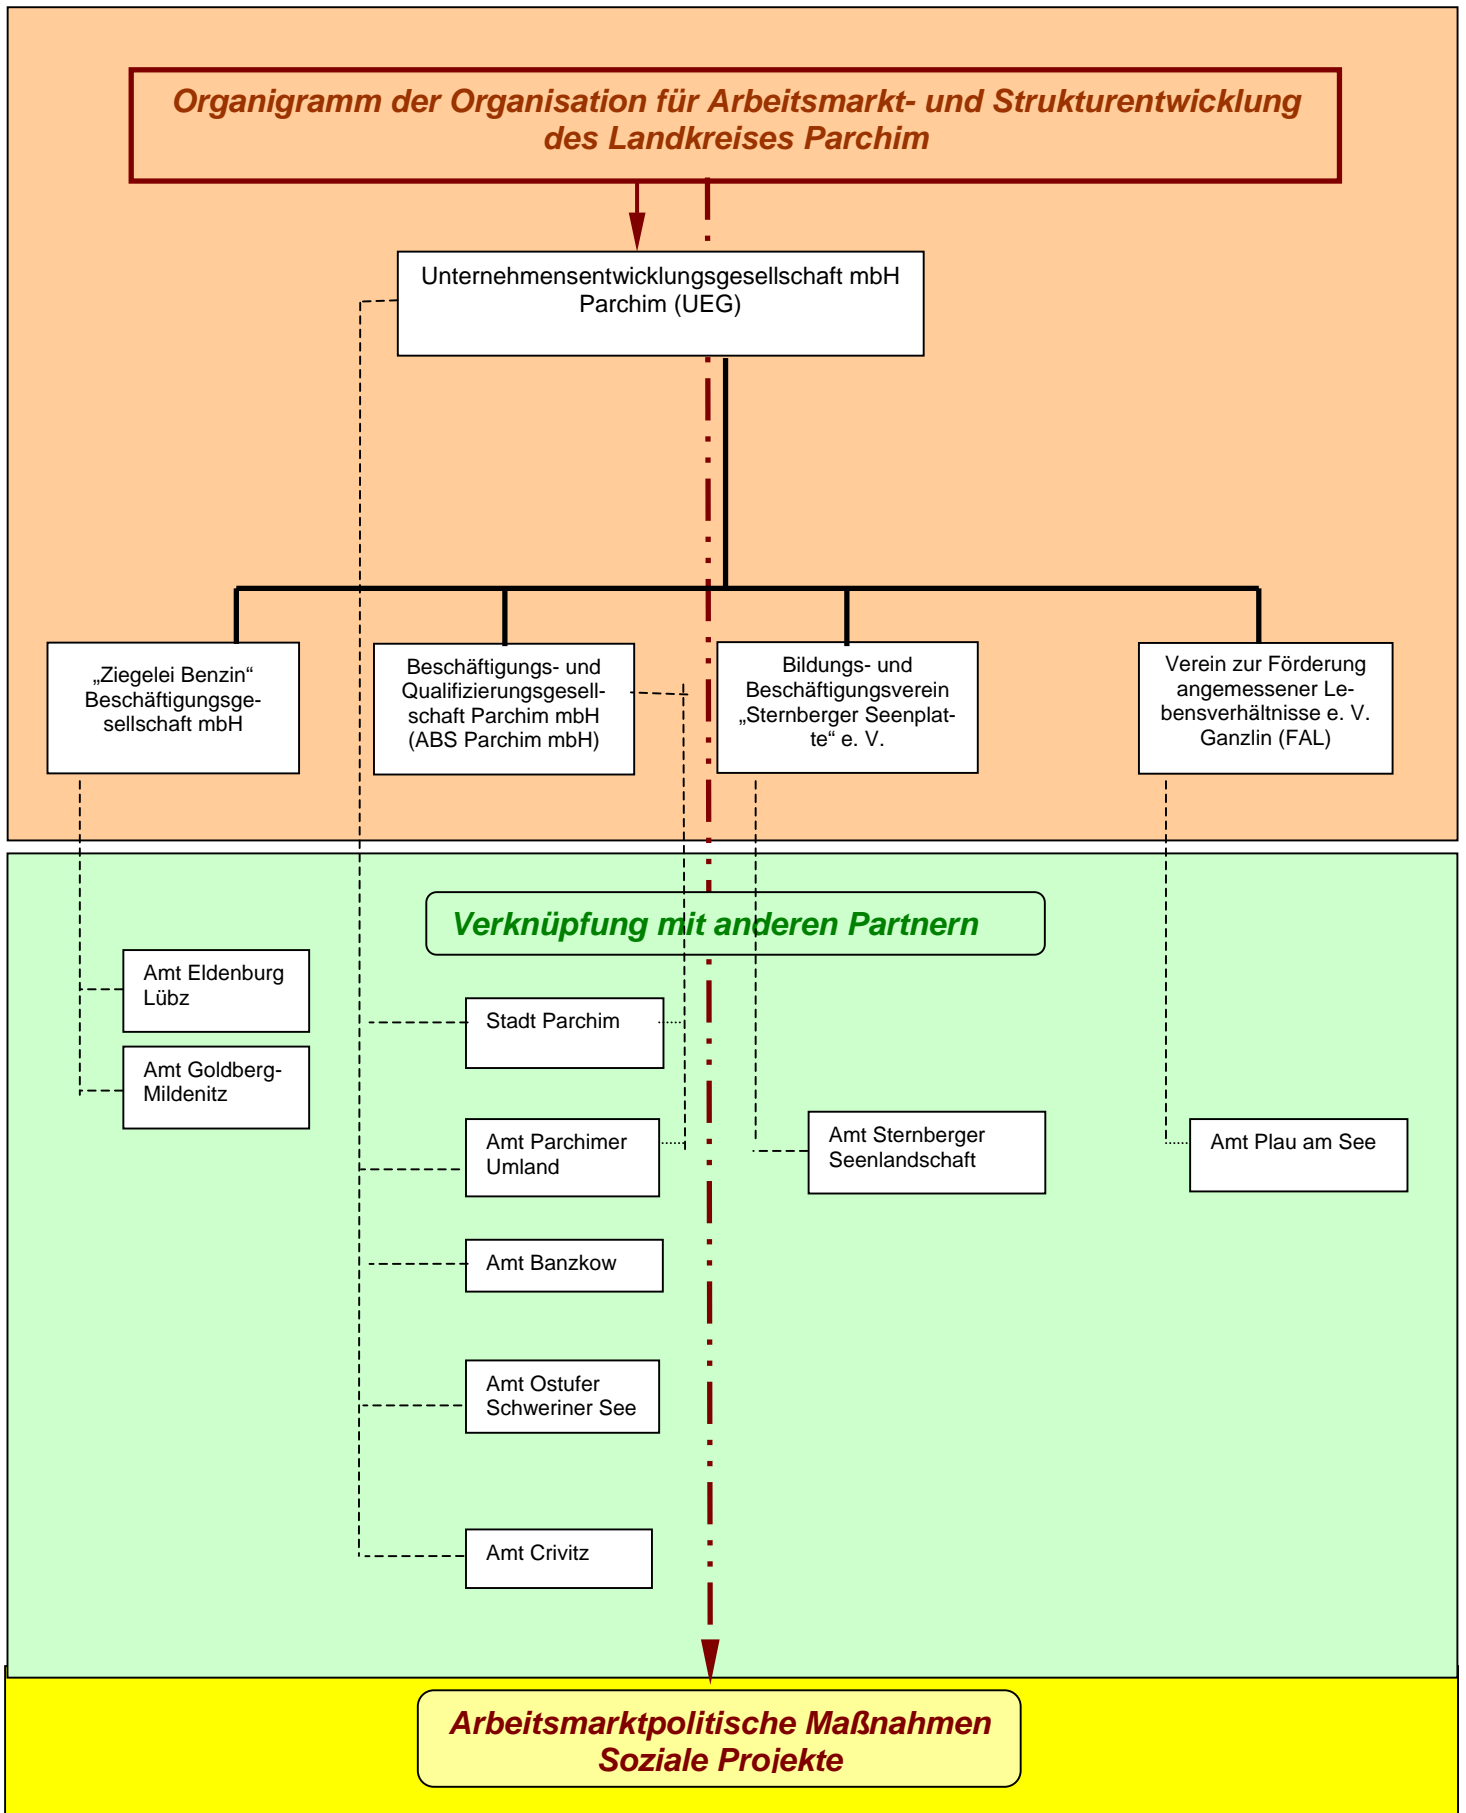 Organigramm der Organisation für Arbeitsmarkt- und Strukturentwicklung
des Landkreises Parchim
Unternehmensentwicklungsgesellschaft mbH
Parchim (UEG)
„Ziegelei Benzin“
Beschäftigungsge-
sellschaft mbH
Beschäftigungs- und
Qualifizierungsgesell-
schaft Parchim mbH
(ABS Parchim mbH)
Bildungs- und
Beschäftigungsverein
„Sternberger Seenplat-
te“ e. V.
Verein zur Förderung
angemessener Le-
bensverhältnisse e. V.
Ganzlin (FAL)
Verknüpfung mit anderen Partnern
Amt Eldenburg
Lübz
Amt Goldberg-
Mildenitz
Stadt Parchim
Amt Parchimer
Umland
Amt Banzkow
Amt Ostufer
Schweriner See
Amt Crivitz
Amt Sternberger
Seenlandschaft
Amt Plau am See
Arbeitsmarktpolitische Maßnahmen
Soziale Projekte